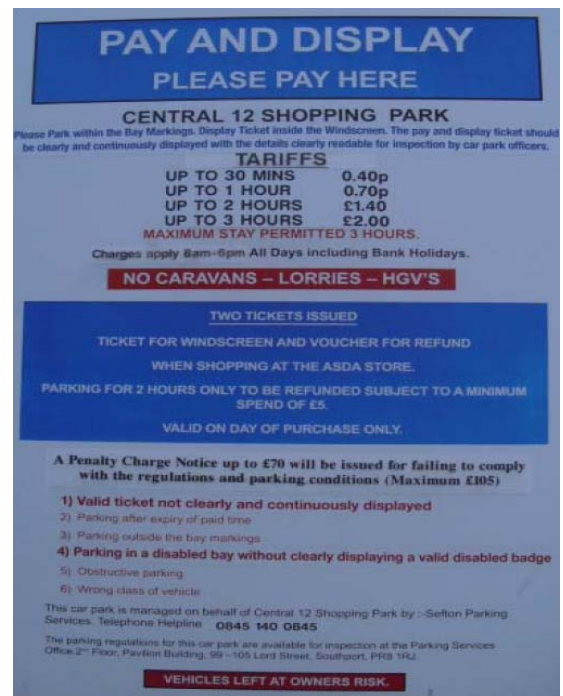 PAY AND DISPLAY
PLEASE PAY HERE
CENTRAL 12 SHOPPING PARK
Please Park within the Bay Markings. Display Ticket inside the Windscreen. The pay and display ticket should
be clearly and continuously displayed with the details clearly readable for inspection by car park officers.
TARIFFS
UP TO 30 MINS 0.40p
UP TO 1 HOUR 0.70p
UP TO 2 HOURS £1.40
UP TO 3 HOURS £2.00
MAXIMUM STAY PERMITTED 3 HOURS.
Charges apply 8am-6pm All Days including Bank Holidays.
NO CARAVANS – LORRIES – HGV'S
TWO TICKETS ISSUED
TICKET FOR WINDSCREEN AND VOUCHER FOR REFUND
WHEN SHOPPING AT THE ASDA STORE.
PARKING FOR 2 HOURS ONLY TO BE REFUNDED SUBJECT TO A MINIMUM
SPEND OF £5.
VALID ON DAY OF PURCHASE ONLY.
A Penalty Charge Notice up to £70 will be issued for failing to comply
with the regulations and parking conditions (Maximum £105)
1) Valid ticket not clearly and continuously displayed
2) Parking after expiry of paid time
3) Parking outside the bay markings
4) Parking in a disabled bay without clearly displaying a valid disabled badge
5) Obstructive parking
6) Wrong class of vehicle
This car park is managed on behalf of Central 12 Shopping Park by :-Sefton Parking
Services. Telephone Helpline 0845 140 0845
The parking regulations for this car park are available for inspection at the Parking Services
Office 2nd Floor, Pavilion Building, 99 –105 Lord Street, Southport, PR8 1RJ.
VEHICLES LEFT AT OWNERS RISK.